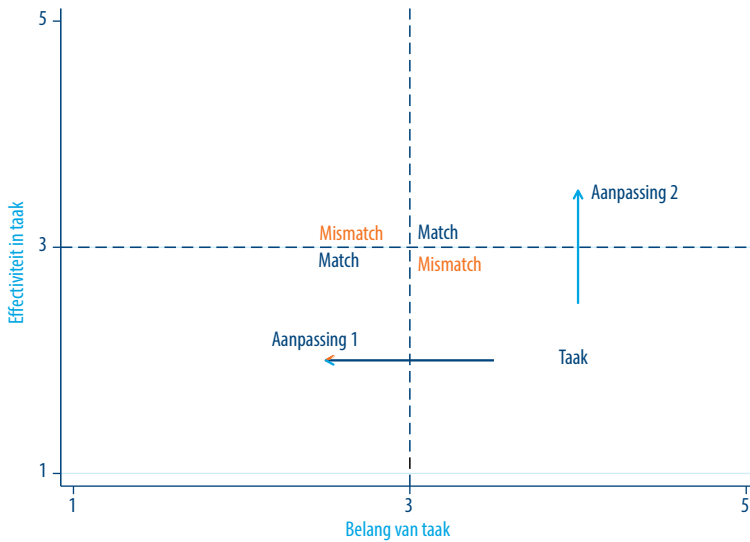 5
Aanpassing 2
Mismatch
Match
3
Match
Mismatch
Effectiviteit in taak
Aanpassing 1
Taak
1
1
3
5
Belang van taak